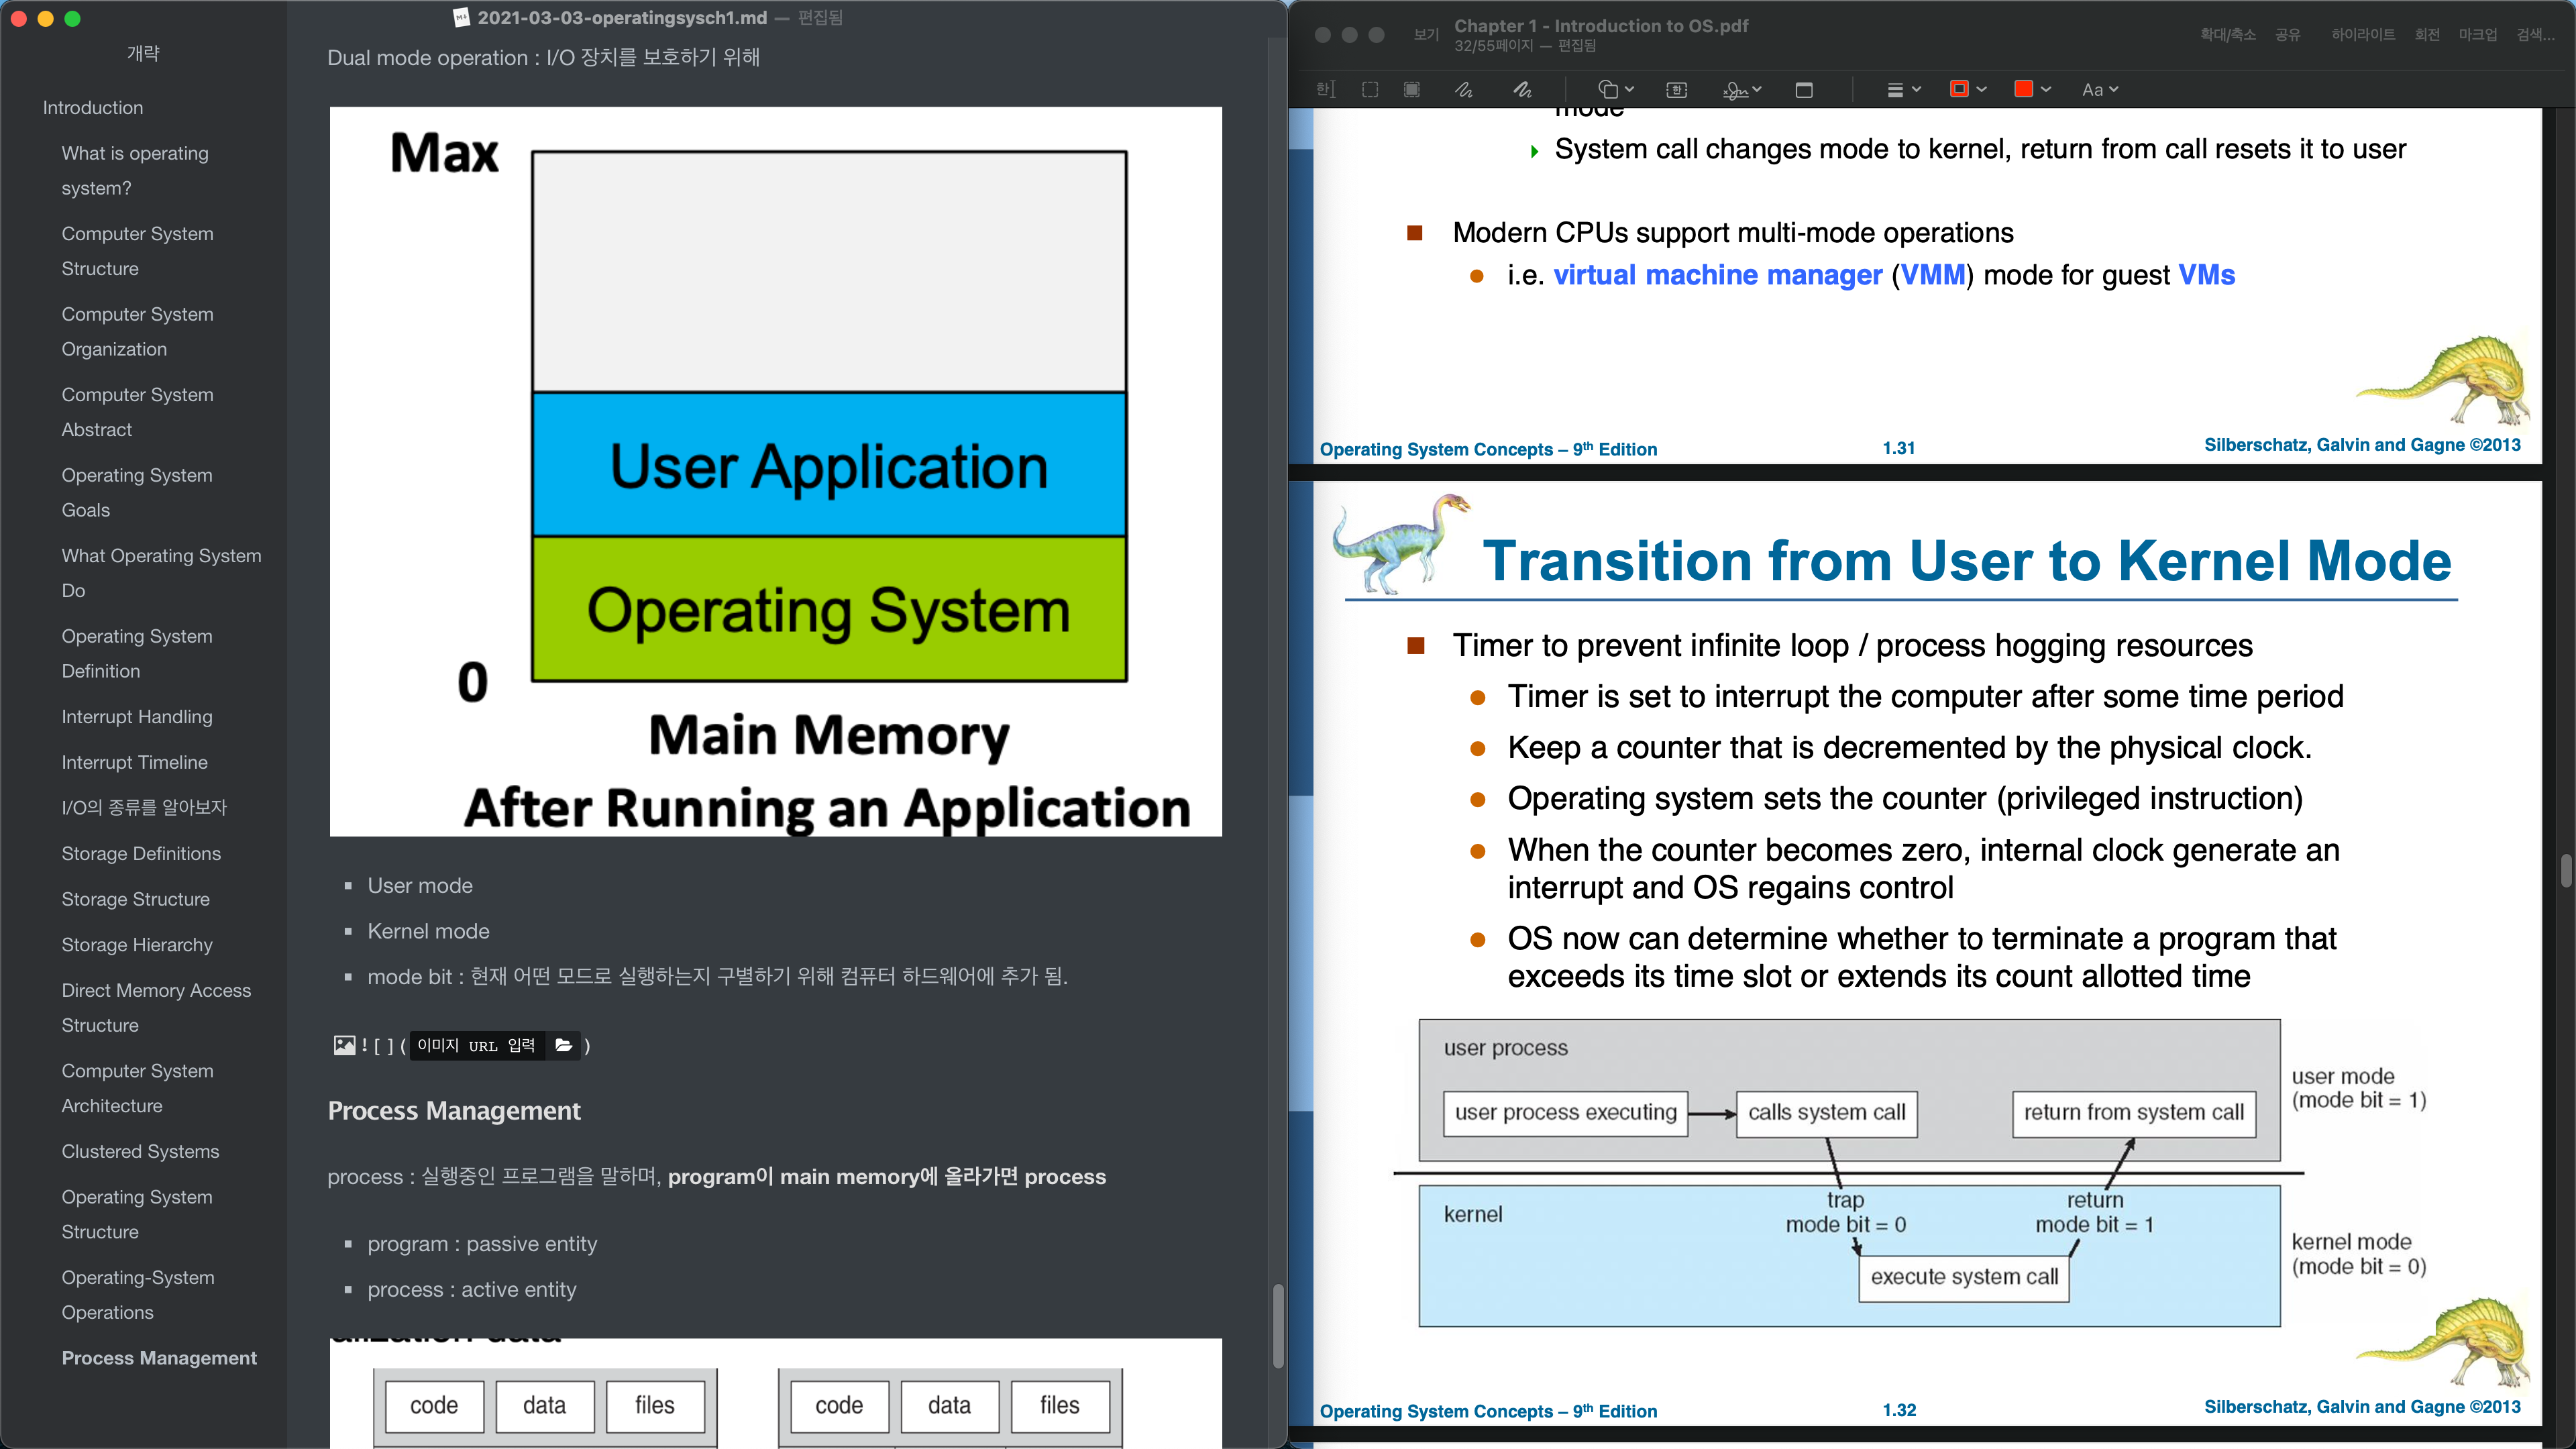 2021-03-03-operatingsysch1.md — 편집됨
개략
Introduction
What is operating
system?
Computer System
Structure
Computer System
Organization
Computer System
Abstract
Operating System
Goals
What Operating System
Do
Operating System
Definition
Interrupt Handling
Interrupt Timeline
I/O의 종류를 알아보자
Storage Definitions
Storage Structure
Storage Hierarchy
Direct Memory Access
Structure
Computer System
Architecture
Clustered Systems
Operating System
Structure
Operating-System
Operations
Process Management
Dual mode operation : I/O 장치를 보호하기 위해
Max
User Application
Operating System
0
Main Memory
After Running an Application
User mode
Kernel mode
mode bit : 현재 어떤 모드로 실행하는지 구별하기 위해 컴퓨터 하드웨어에 추가 됨.
![](이미지 URL 입력)
Process Management
process : 실행중인 프로그램을 말하며, program이 main memory에 올라가면 process
program : passive entity
process : active entity
code data files
code data files
보기
Chapter 1 - Introduction to OS.pdf
32/55페이지 — 편집됨
확대/축소 공유 하이라이트 회전 마크업 검색...
Aa
mode
System call changes mode to kernel, return from call resets it to user
Modern CPUs support multi-mode operations
i.e. virtual machine manager (VMM) mode for guest VMs
Operating System Concepts – 9th Edition 1.31 Silberschatz, Galvin and Gagne ©2013
Transition from User to Kernel Mode
Timer to prevent infinite loop / process hogging resources
Timer is set to interrupt the computer after some time period
Keep a counter that is decremented by the physical clock.
Operating system sets the counter (privileged instruction)
When the counter becomes zero, internal clock generate an
interrupt and OS regains control
OS now can determine whether to terminate a program that
exceeds its time slot or extends its count allotted time
user process
user process executing
calls system call
return from system call
user mode
(mode bit = 1)
kernel
trap
mode bit = 0
return
mode bit = 1
execute system call
kernel mode
(mode bit = 0)
Operating System Concepts – 9th Edition 1.32 Silberschatz, Galvin and Gagne ©2013